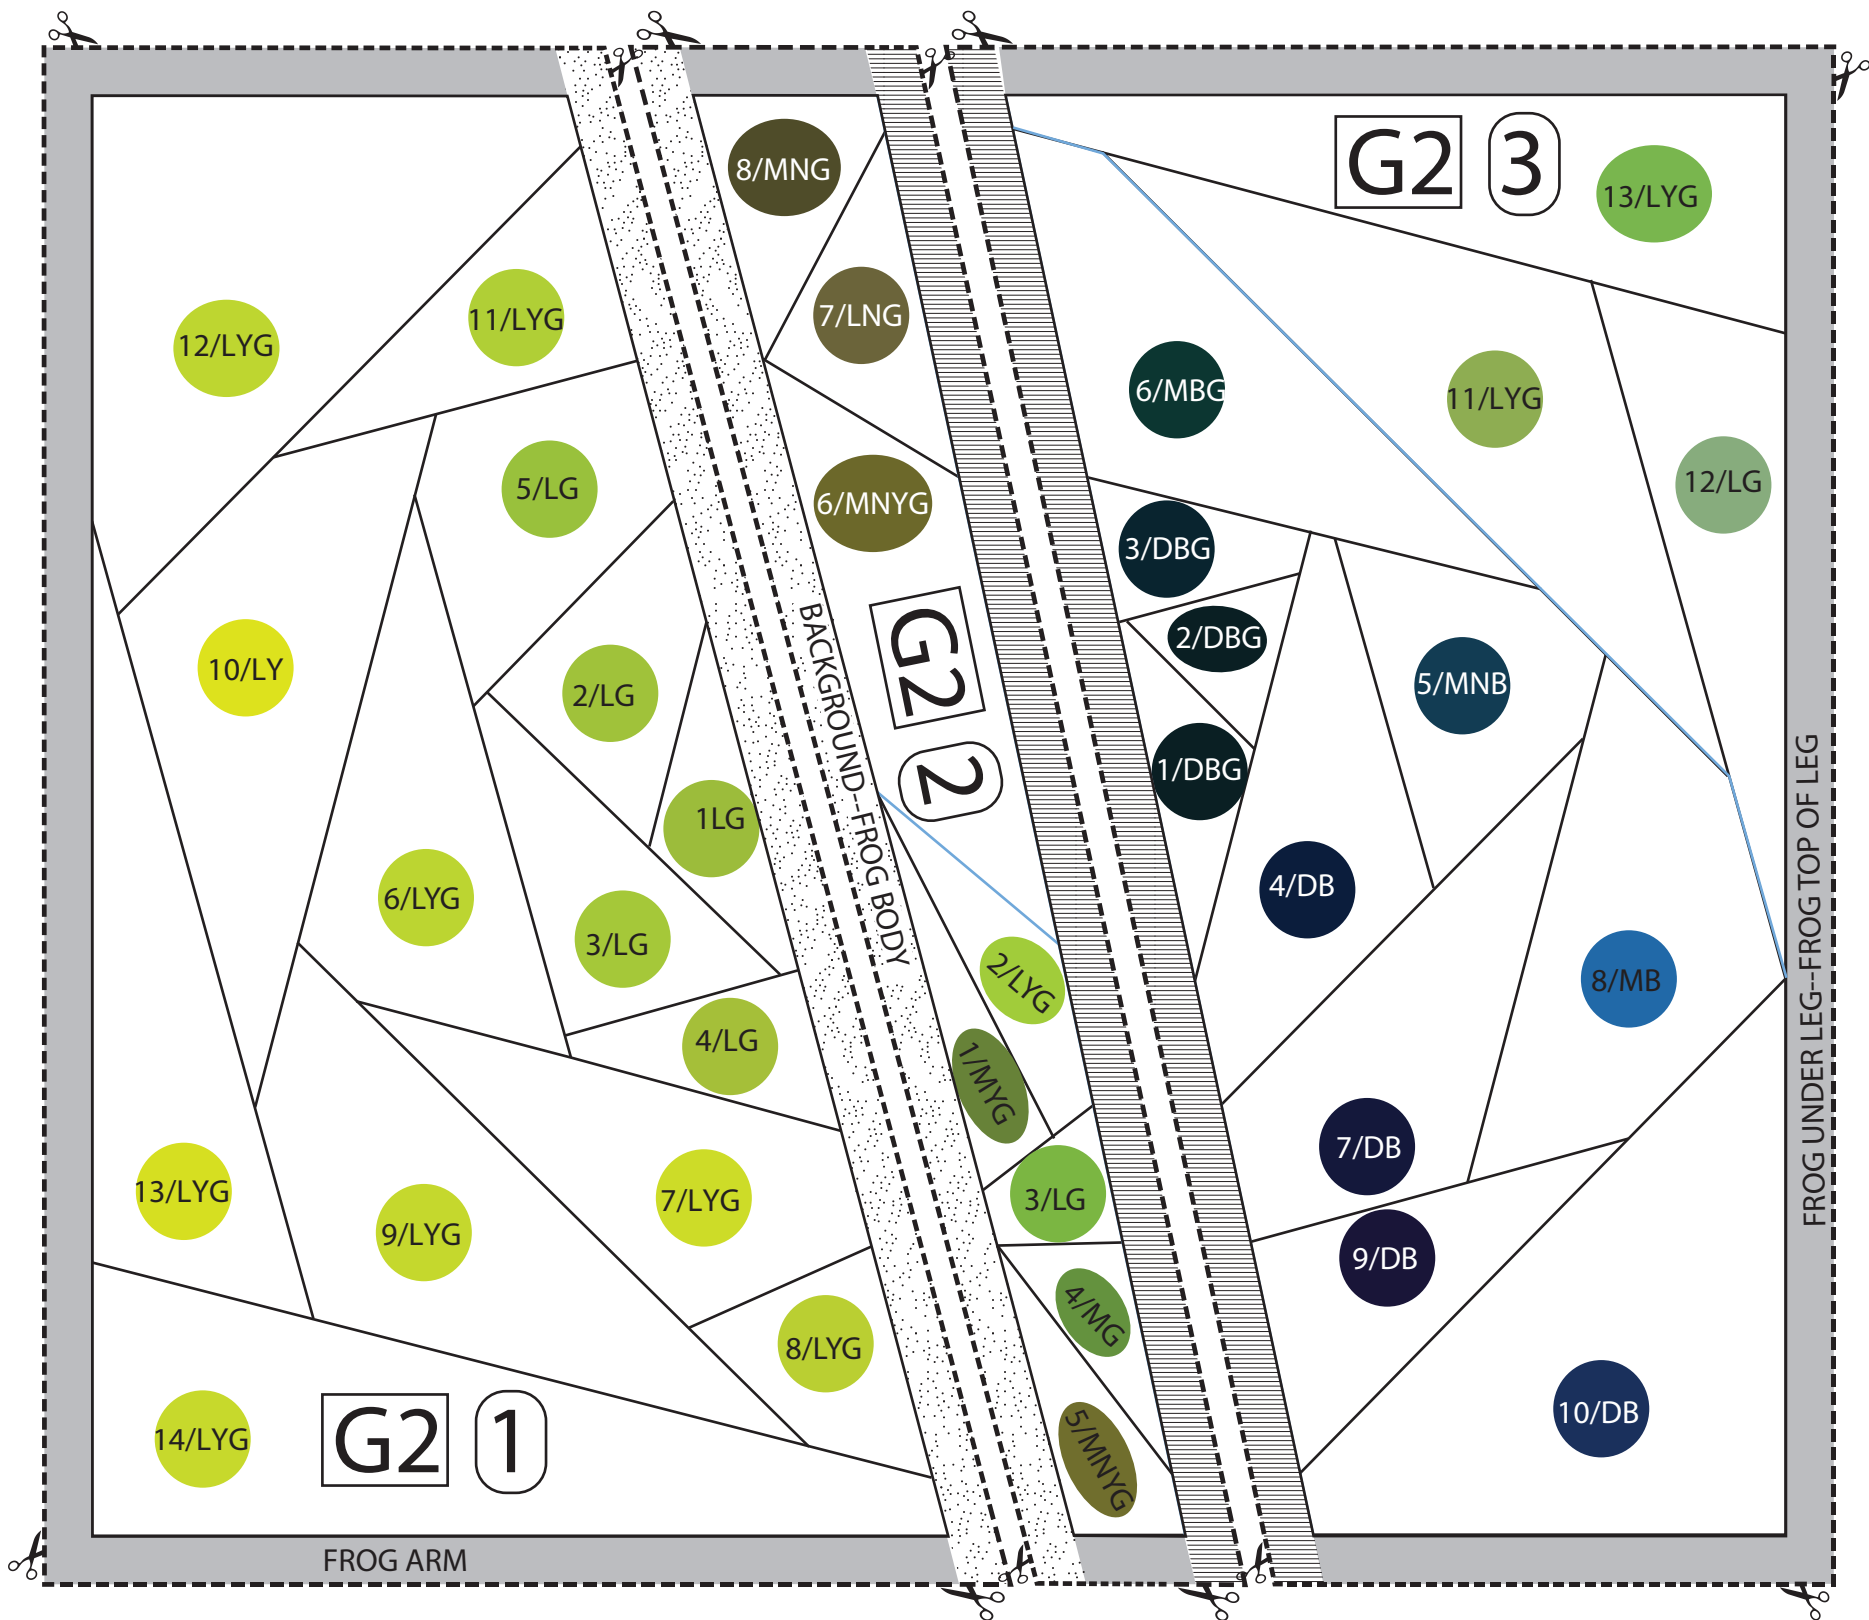 8/MNG
G2 3
13/LYG
12/LYG
11/LYG
7/LNG
6/MBG
11/LYG
12/LG
5/LG
6/MNYG
3/DBG
2/DBG
10/LY
2/LG
5/MNB
G2 2
BACKGROUND--FROG BODY
1LG
1/DBG
6/LYG
3/LG
4/DB
2/LYG
8/MB
4/LG
1/MYG
FROG UNDER LEG--FROG TOP OF LEG
7/DB
13/LYG
9/LYG
7/LYG
3/LG
9/DB
4/MG
8/LYG
14/LYG
G2 1
5/MNYG
10/DB
FROG ARM